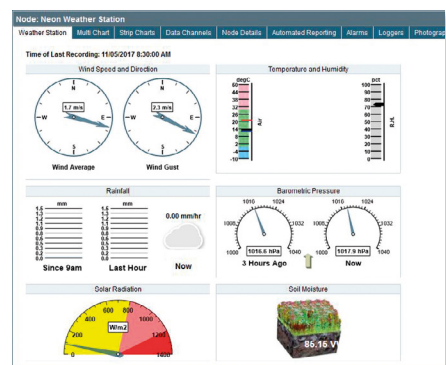 Node: Neon Weather Station
Weather Station Multi Chart Strip Charts Data Channels Node Details Automated Reporting Alarms Loggers Photograp
Time of Last Recording: 11/05/2017 8:30:00 AM
Wind Speed and Direction
N
1.7 m/s
W E
S
Wind Average
N
2.3 m/s
W E
S
Wind Gust
Temperature and Humidity
degC
60
44
38
32
26
20
14
8
2
-4
-10
Air
pct
100
90
80
70
60
50
40
30
20
10
0
R.H.
Rainfall
mm
1.6
Since 9am
mm
1.6
Last Hour
0.00 mm/hr
Now
Barometric Pressure
1016 1024
1008 1032
1000 1040
1016.6 hPa
3 Hours Ago
1016 1024
1008 1032
1000 1040
1017.9 hPa
Now
Solar Radiation
600 800
400 1000
200 1200
0 1400
W/m2
Soil Moisture
85.15 V